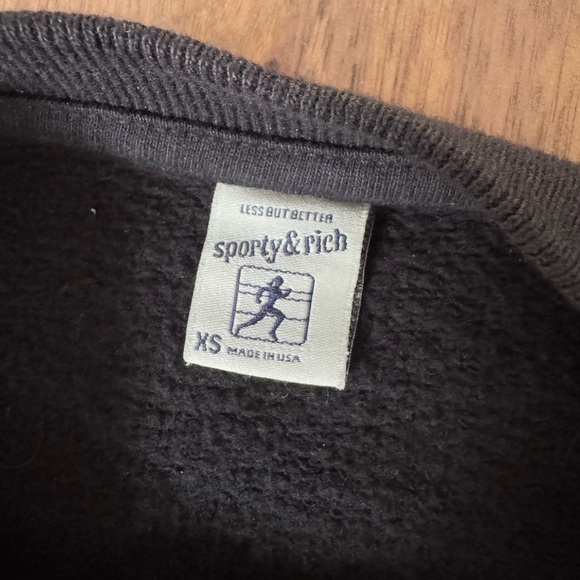 LESS BUT BETTER
sporty&rich
XS MADE IN USA